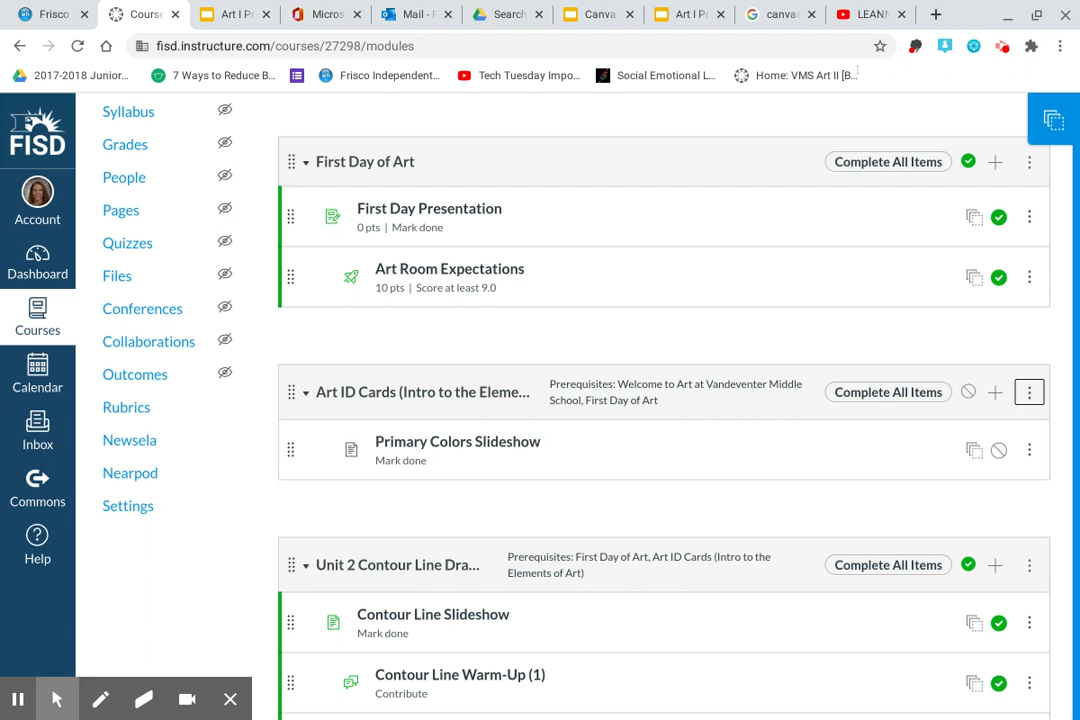 Frisco
Course
Art I P
Micros
Mail - R
Search
Canva
Art I P
canvas
LEANN
fisd.instructure.com/courses/27298/modules
2017-2018 Junior...
7 Ways to Reduce B...
Frisco Independent...
Tech Tuesday Impo...
Social Emotional L...
Home: VMS Art II [B...
FISD
Account
Dashboard
Courses
Calendar
Inbox
Commons
Help
Syllabus
Grades
People
Pages
Quizzes
Files
Conferences
Collaborations
Outcomes
Rubrics
Newsela
Nearpod
Settings
First Day of Art
Complete All Items
First Day Presentation
0 pts | Mark done
Art Room Expectations
10 pts | Score at least 9.0
Art ID Cards (Intro to the Eleme...
Prerequisites: Welcome to Art at Vandeventer Middle
School, First Day of Art
Complete All Items
Primary Colors Slideshow
Mark done
Unit 2 Contour Line Dra...
Prerequisites: First Day of Art, Art ID Cards (Intro to the
Elements of Art)
Complete All Items
Contour Line Slideshow
Mark done
Contour Line Warm-Up (1)
Contribute